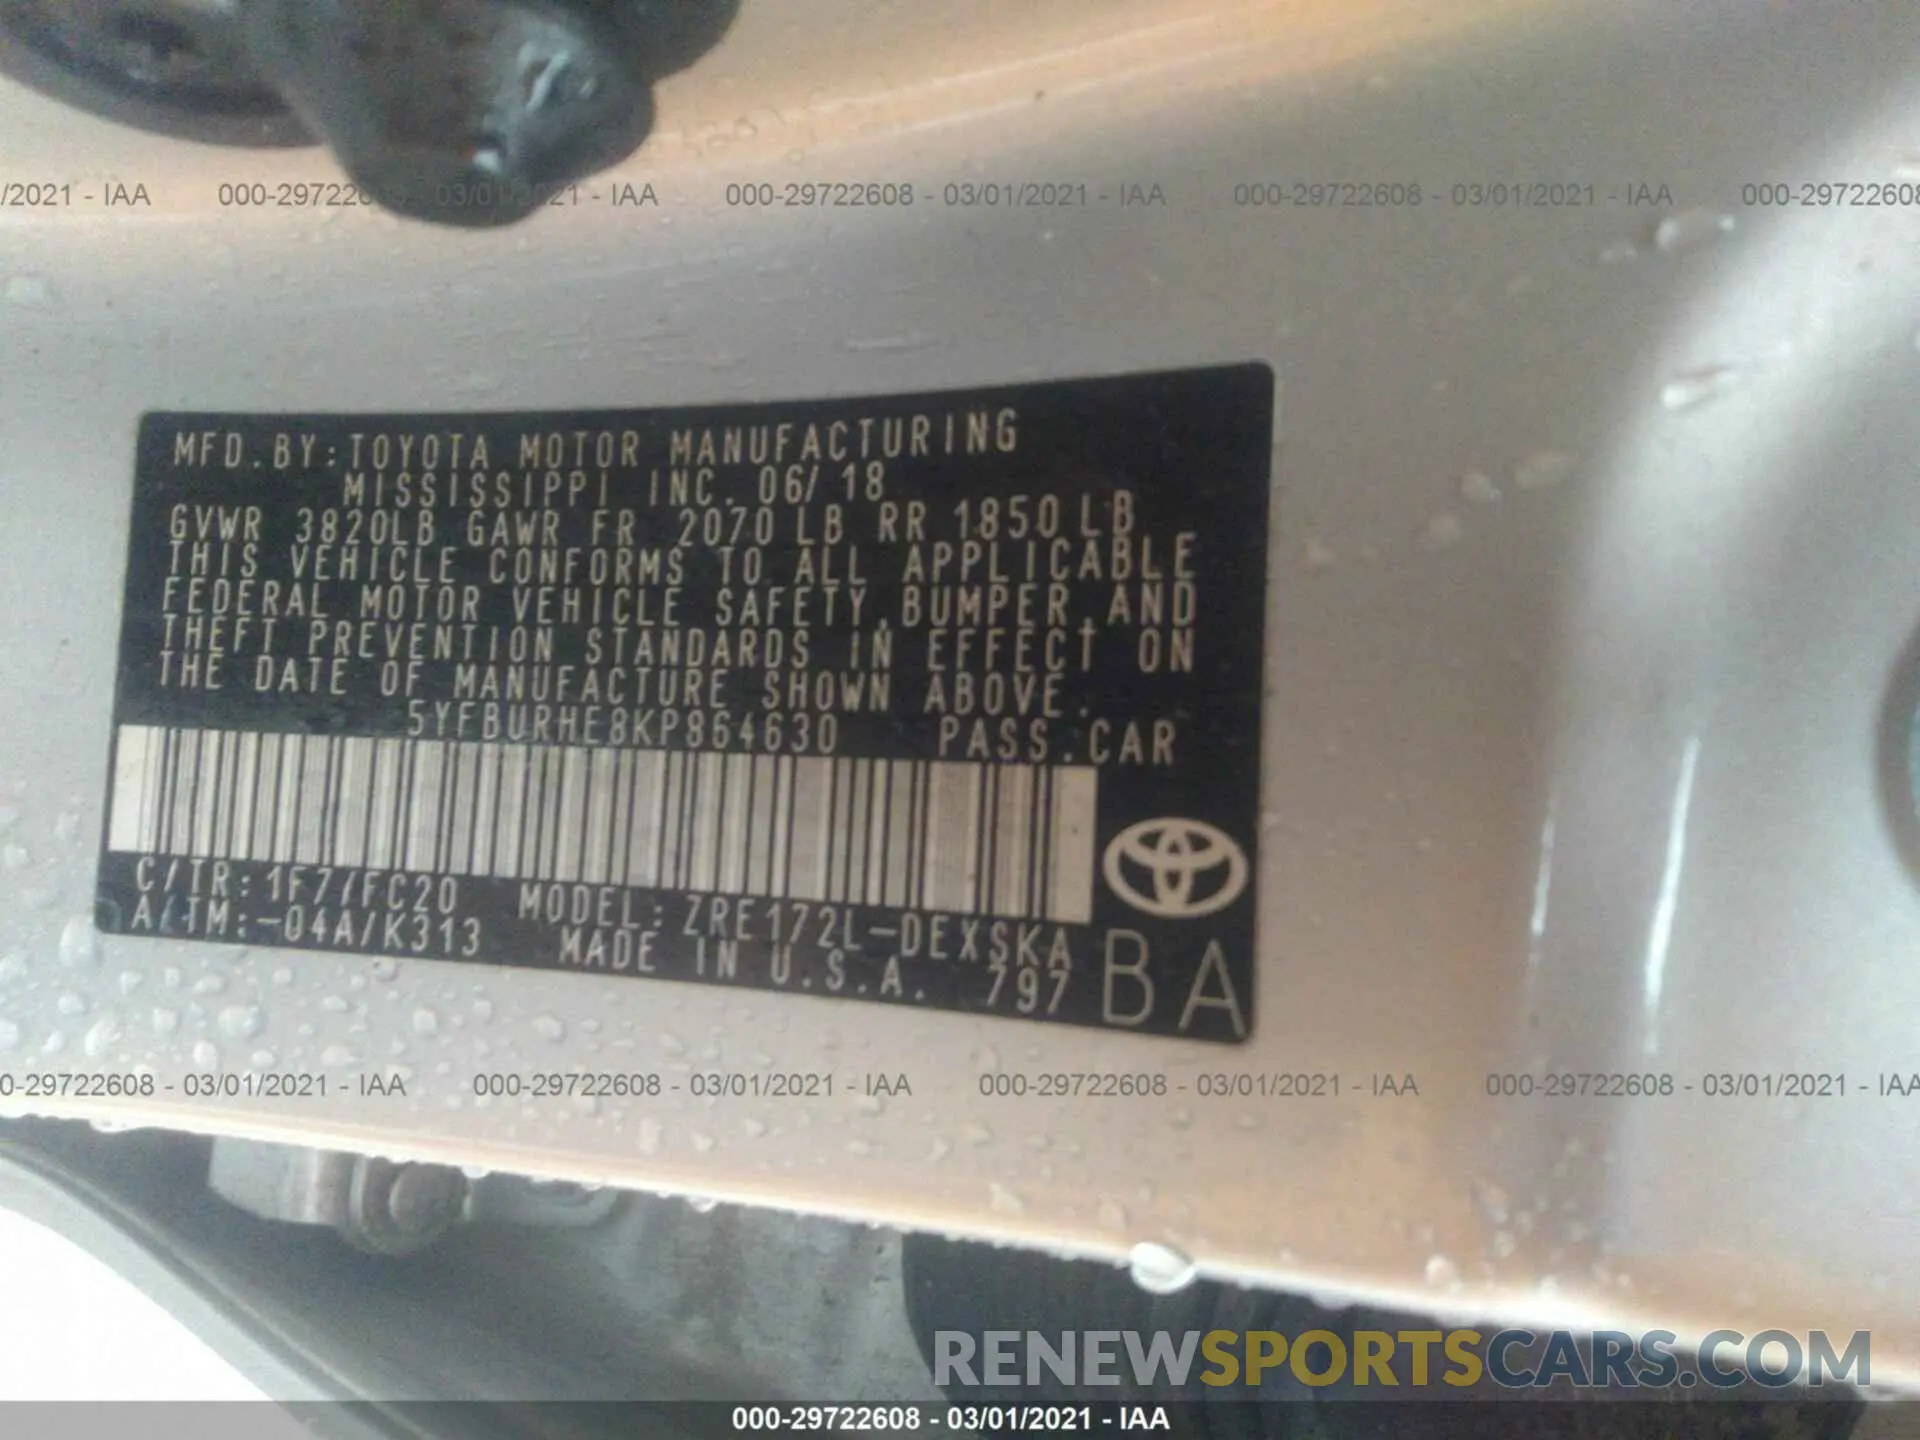 /2021 - IAA 000-29722608 - 03/01/2021 - IAA 000-29722608 - 03/01/2021 - IAA 000-29722608 - 03/01/2021 - IAA 000-29722608
MFD.BY:TOYOTA MOTOR MANUFACTURING
MISSISSIPPI INC. 06/18
GVWR 3820LB GAWR FR 2070LB RR 1850LB
THIS VEHICLE CONFORMS TO ALL APPLICABLE
FEDERAL MOTOR VEHICLE SAFETY,BUMPER,AND
THEFT PREVENTION STANDARDS IN EFFECT ON
THE DATE OF MANUFACTURE SHOWN ABOVE.
5YFBURHE8KP864630 PASS.CAR
C/TR:1F7/FC20 MODEL:ZRE172L-DEXSKA
A/TM:-04A/K313 MADE IN U.S.A. 797
BA
0-29722608 - 03/01/2021 - IAA 000-29722608 - 03/01/2021 - IAA 000-29722608 - 03/01/2021 - IAA 000-29722608 - 03/01/2021 - IAA
RENEWSPORTSCARS.COM
000-29722608 - 03/01/2021 - IAA